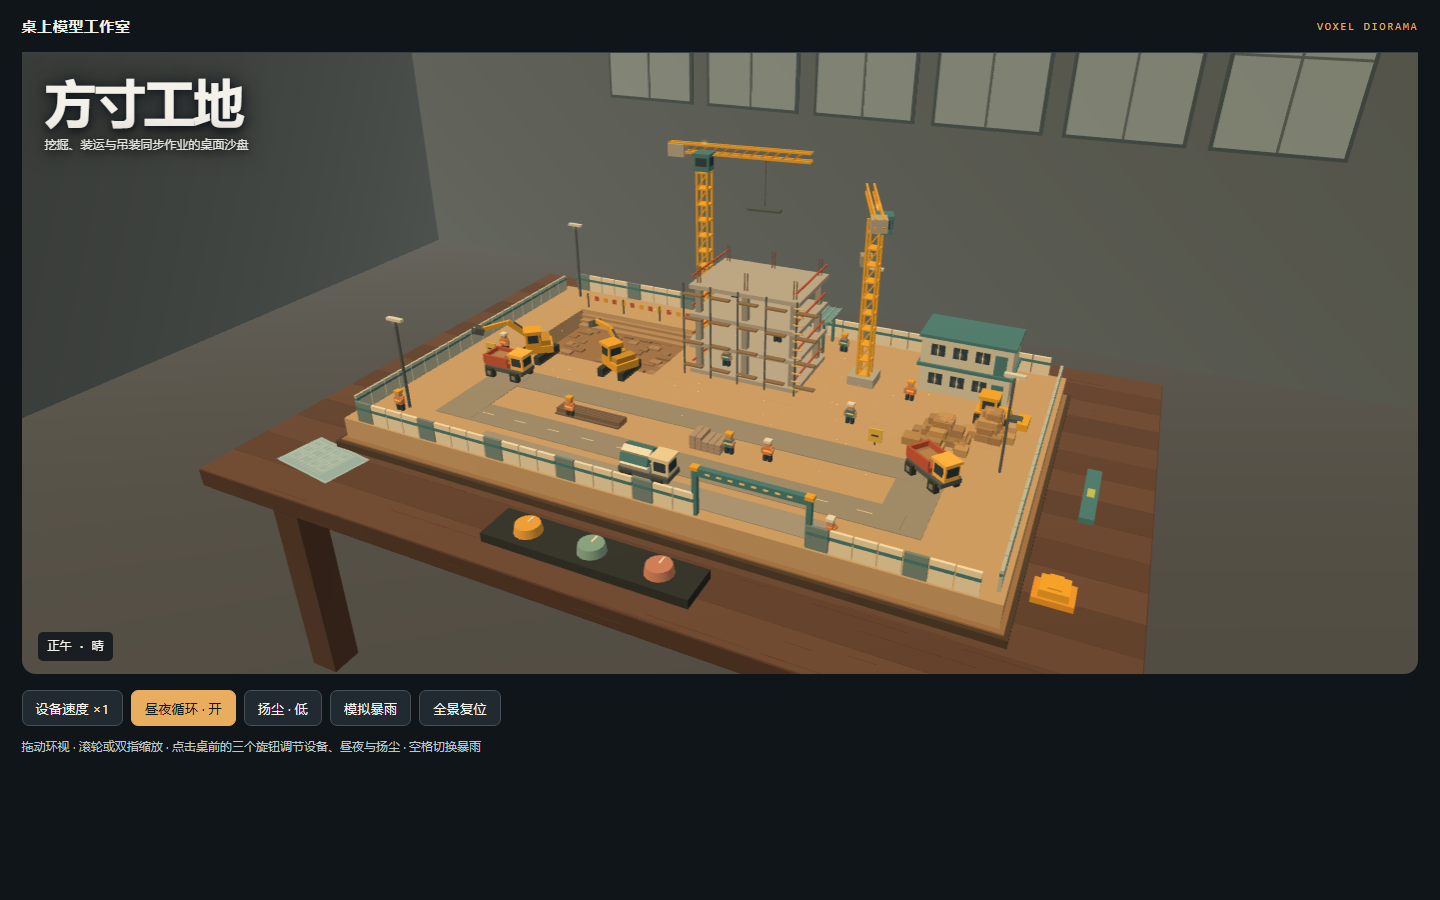 桌上模型工作室
VOXEL DIORAMA
方寸工地
挖掘、装运与吊装同步作业的桌面沙盘
正午 · 晴
设备速度 ×1
昼夜循环 · 开
扬尘 · 低
模拟暴雨
全景复位
拖动环视 · 滚轮或双指缩放 · 点击桌前的三个旋钮调节设备、昼夜与扬尘 · 空格切换暴雨